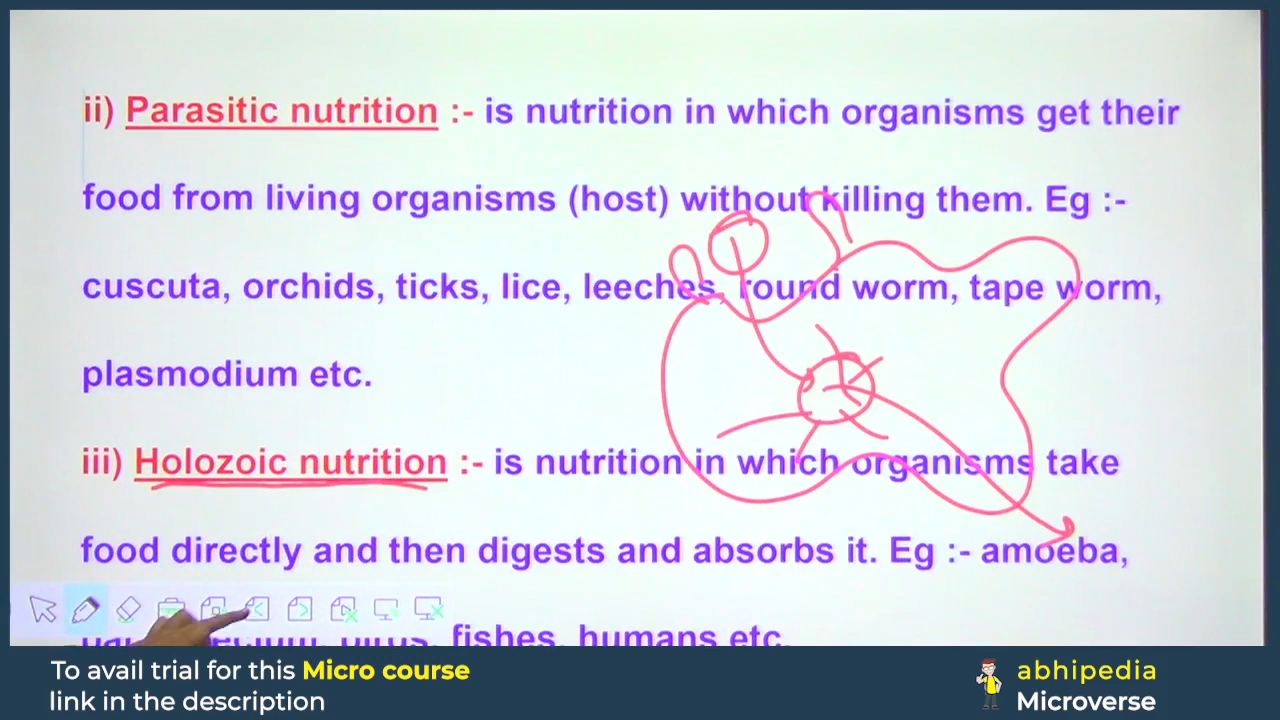 ii) Parasitic nutrition :- is nutrition in which organisms get their
food from living organisms (host) without killing them. Eg :-
cuscuta, orchids, ticks, lice, leeches, round worm, tape worm,
plasmodium etc.
iii) Holozoic nutrition :- is nutrition in which organisms take
food directly and then digests and absorbs it. Eg :- amoeba,
birds, fishes, humans etc.
To avail trial for this Micro course
link in the description
abhipedia
Microverse